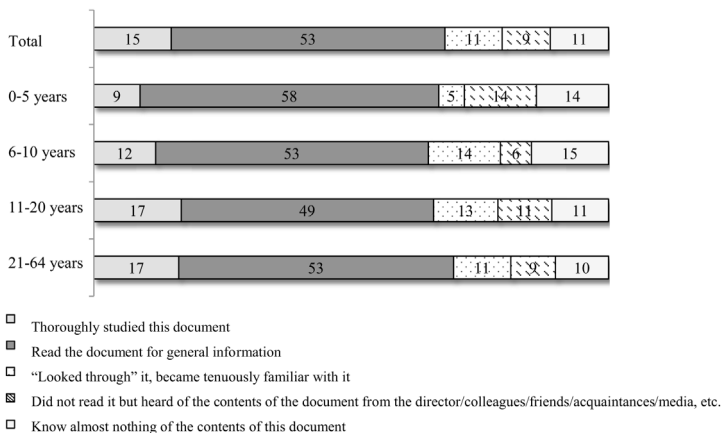 Total 15 53 11 9 11
0-5 years 9 58 5 14 14
6-10 years 12 53 14 6 15
11-20 years 17 49 13 11 11
21-64 years 17 53 11 9 10
Thoroughly studied this document
Read the document for general information
“Looked through” it, became tenuously familiar with it
Did not read it but heard of the contents of the document from the director/colleagues/friends/acquaintances/media, etc.
Know almost nothing of the contents of this document